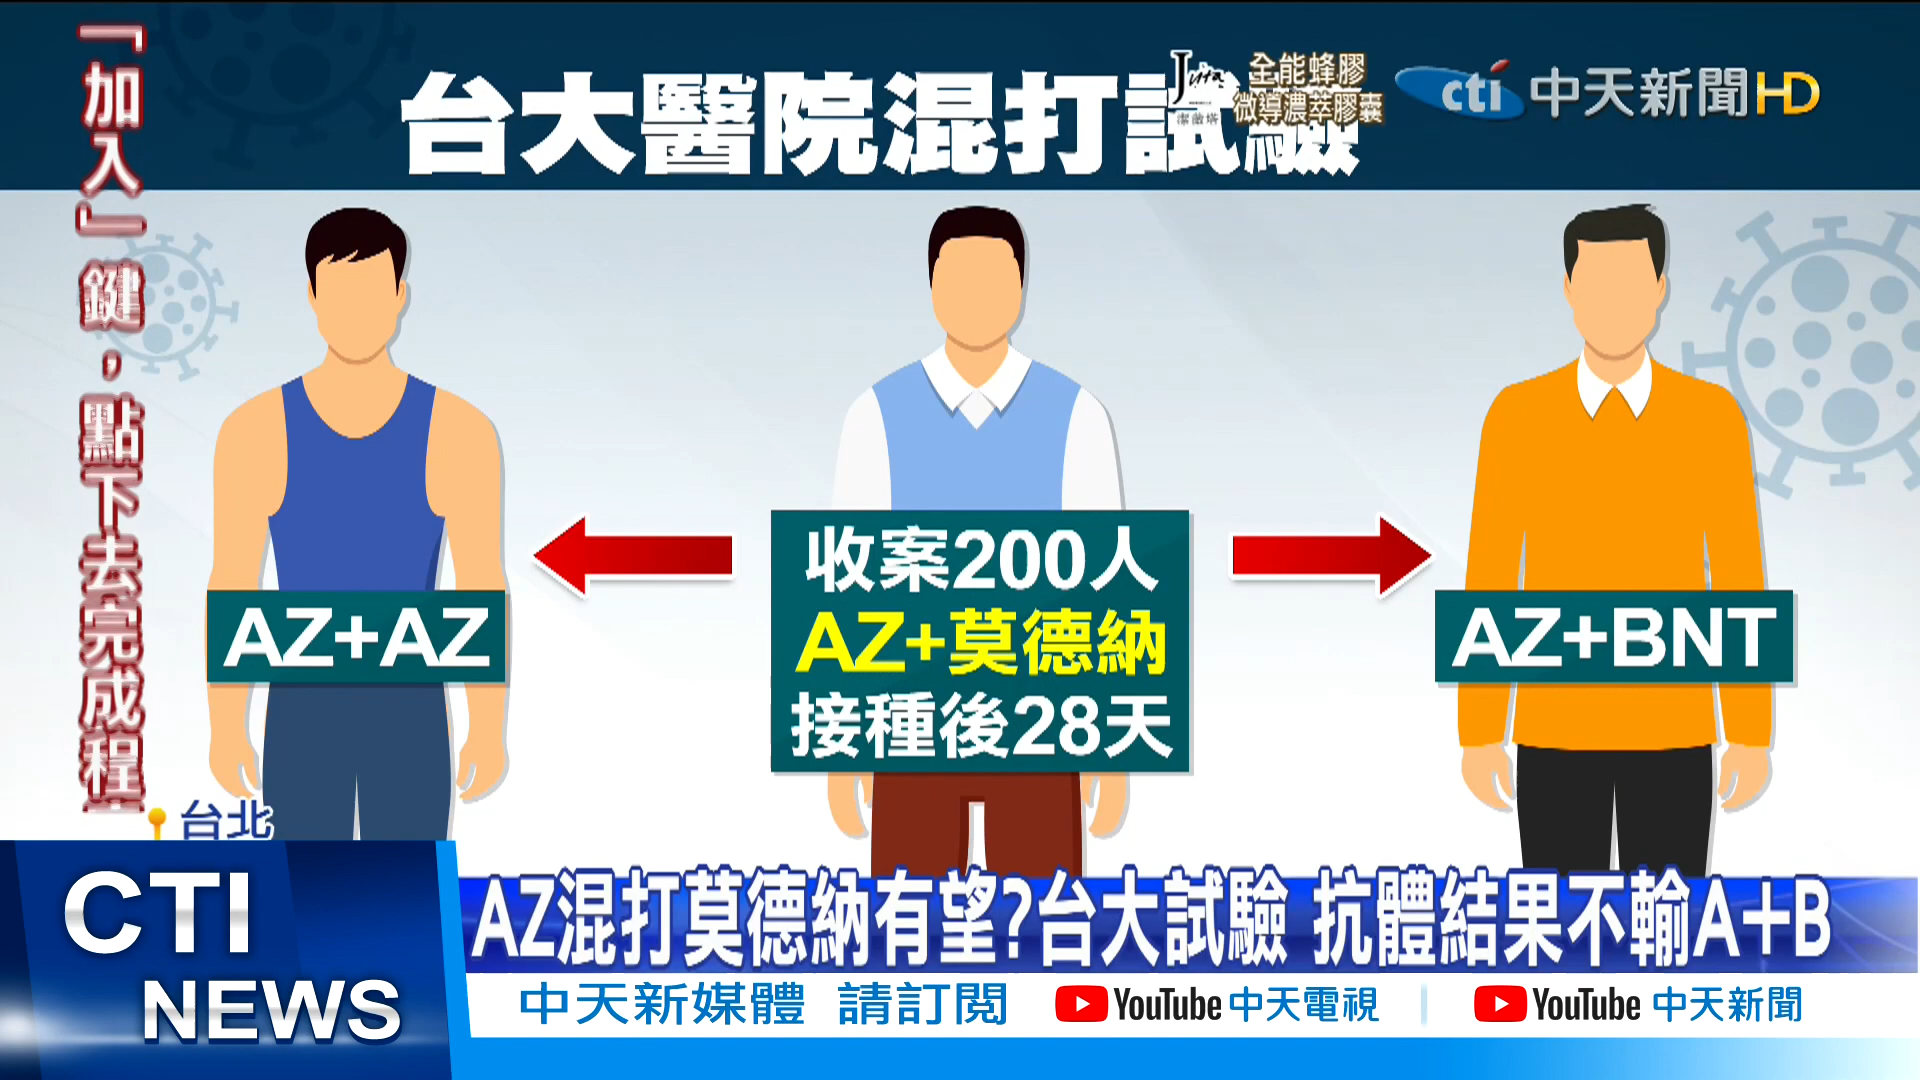 「加入」鍵，點下去完成程
台大醫院混打試驗
Juta
潔敵塔
全能蜂膠
微導濃萃膠囊
cti 中天新聞HD
AZ+AZ
收案200人
AZ+莫德納
接種後28天
AZ+BNT
台北
CTI
NEWS
AZ混打莫德納有望?台大試驗 抗體結果不輸A+B
中天新媒體 請訂閱 YouTube 中天電視 | YouTube 中天新聞